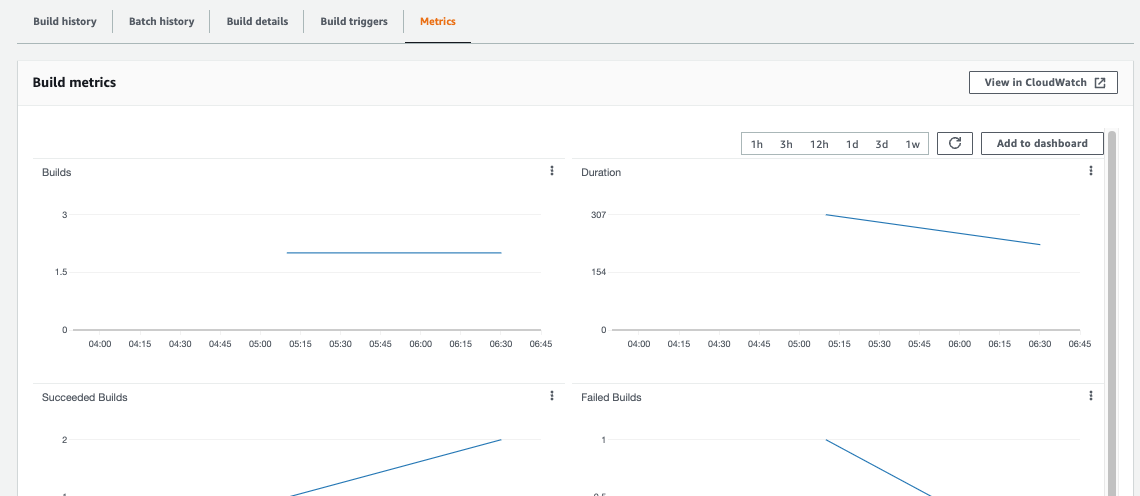 Build history Batch history Build details Build triggers Metrics
Build metrics View in CloudWatch
1h 3h 12h 1d 3d 1w Add to dashboard
Builds
3
1.5
0
04:00 04:15 04:30 04:45 05:00 05:15 05:30 05:45 06:00 06:15 06:30 06:45
Duration
307
154
0
04:00 04:15 04:30 04:45 05:00 05:15 05:30 05:45 06:00 06:15 06:30 06:45
Succeeded Builds
2
Failed Builds
1